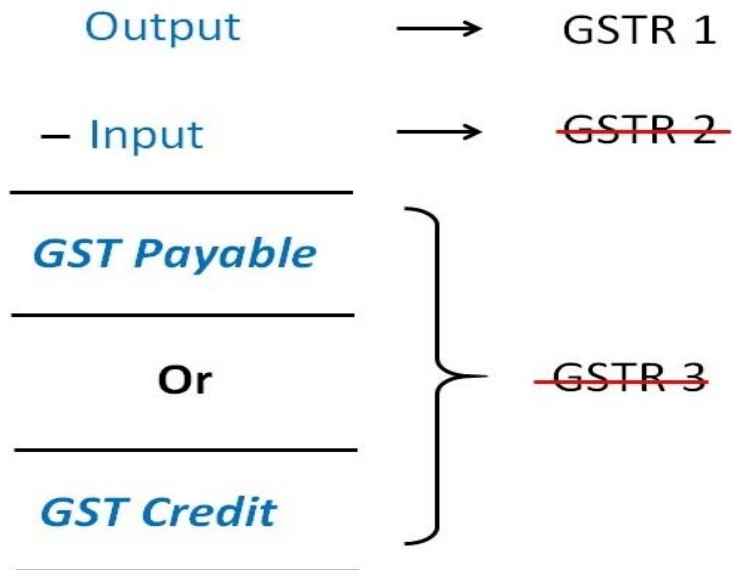 Output → GSTR 1
– Input → GSTR 2
GST Payable
Or
GSTR 3
GST Credit